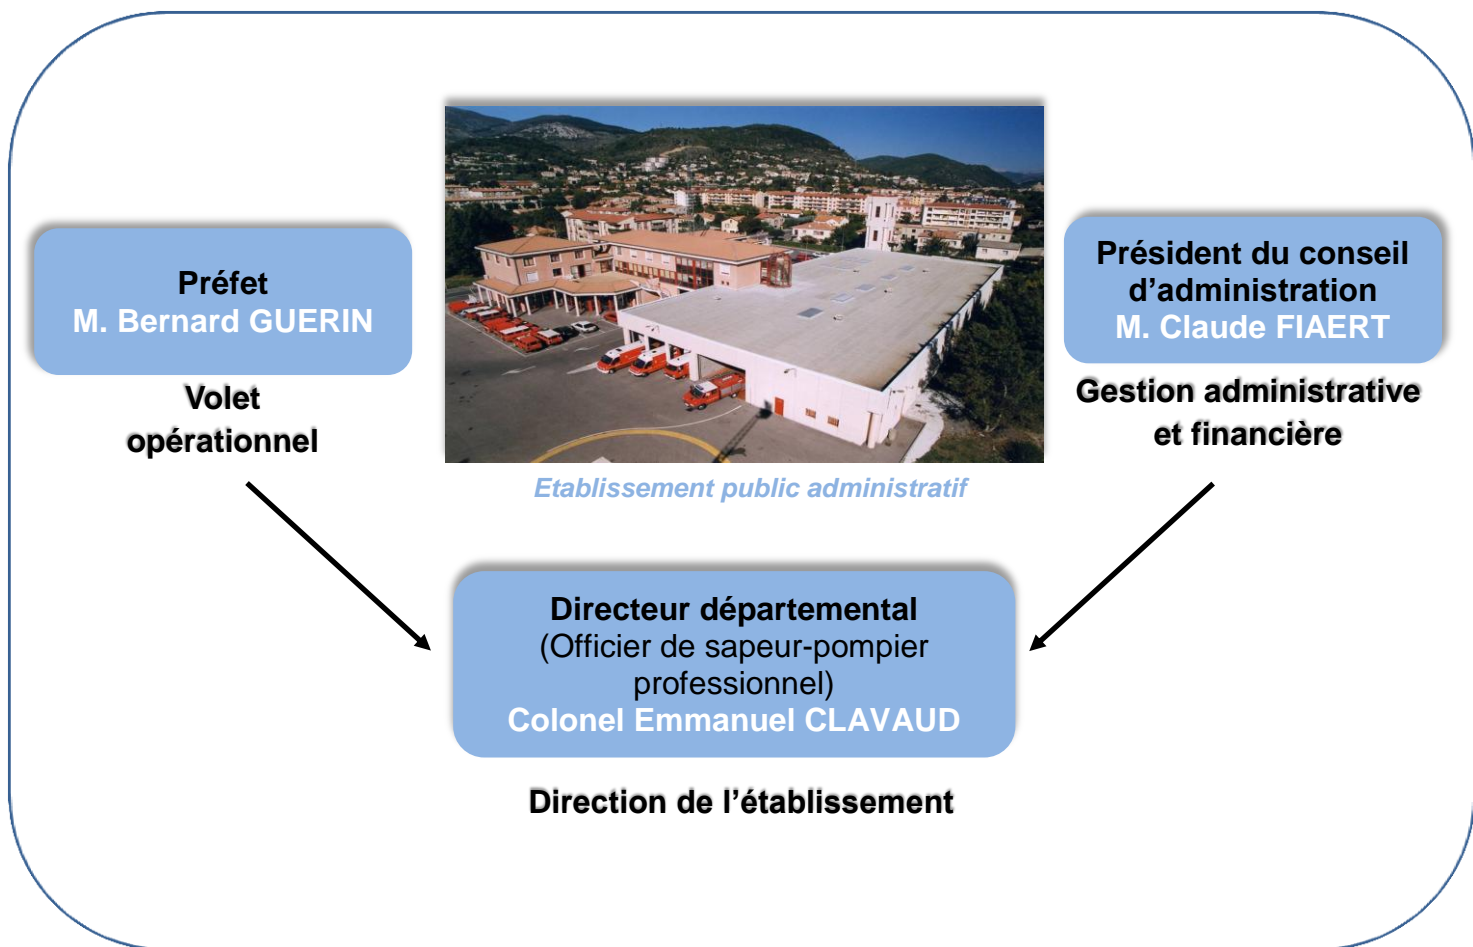 Préfet
M. Bernard GUERIN
Volet
opérationnel
Etablissement public administratif
Président du conseil
d’administration
M. Claude FIAERT
Gestion administrative
et financière
Directeur départemental
(Officier de sapeur-pompier
professionnel)
Colonel Emmanuel CLAVAUD
Direction de l’établissement